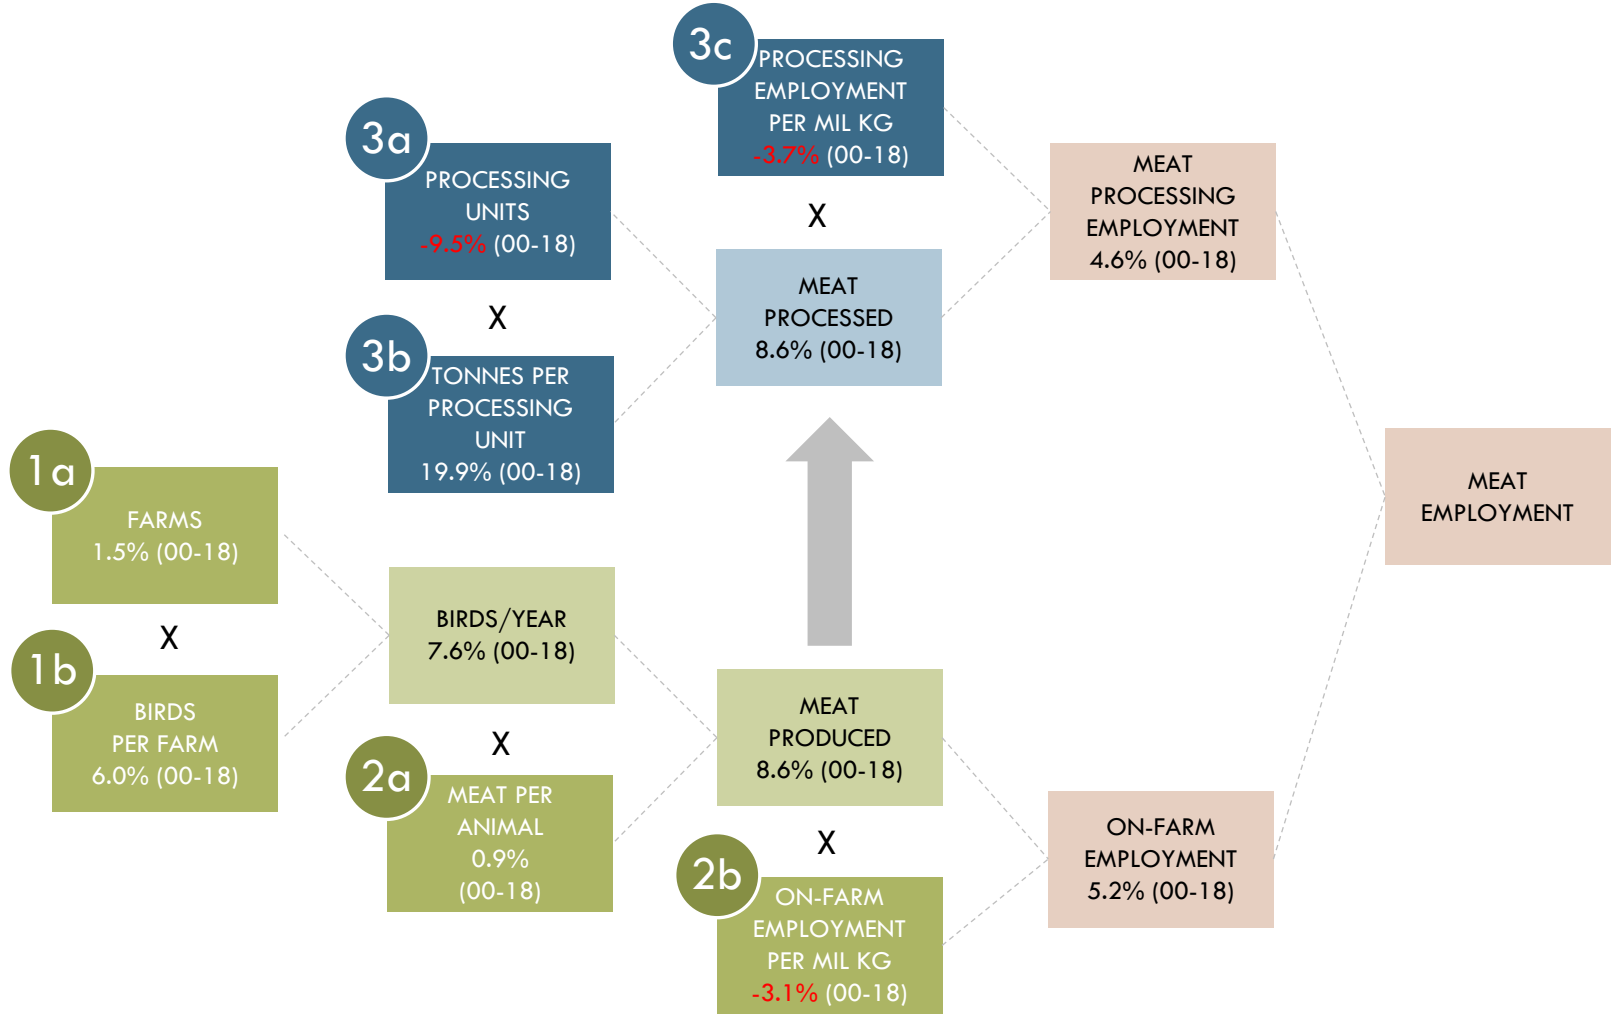 3c
PROCESSING
EMPLOYMENT
PER MIL KG
-3.7% (00-18)
X
3a
PROCESSING
UNITS
-9.5% (00-18)
X
3b
TONNES PER
PROCESSING
UNIT
19.9% (00-18)
MEAT
PROCESSED
8.6% (00-18)
MEAT
PROCESSING
EMPLOYMENT
4.6% (00-18)
1a
FARMS
1.5% (00-18)
X
1b
BIRDS
PER FARM
6.0% (00-18)
BIRDS/YEAR
7.6% (00-18)
X
2a
MEAT PER
ANIMAL
0.9%
(00-18)
MEAT
PRODUCED
8.6% (00-18)
X
2b
ON-FARM
EMPLOYMENT
PER MIL KG
-3.1% (00-18)
ON-FARM
EMPLOYMENT
5.2% (00-18)
MEAT
EMPLOYMENT